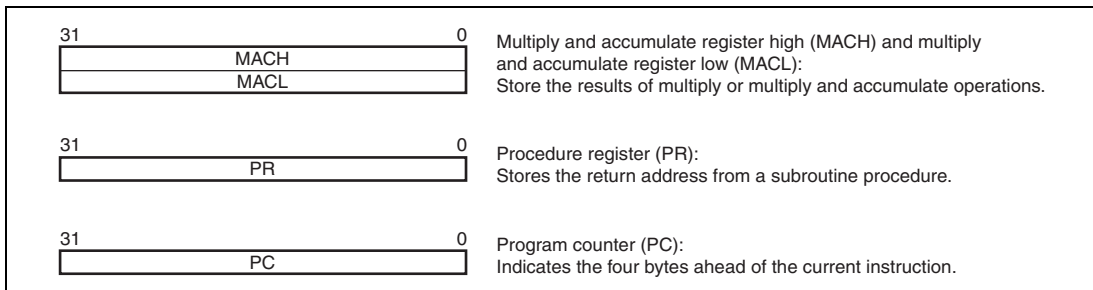 31 0
MACH
MACL
Multiply and accumulate register high (MACH) and multiply
and accumulate register low (MACL):
Store the results of multiply or multiply and accumulate operations.
31 0
PR
Procedure register (PR):
Stores the return address from a subroutine procedure.
31 0
PC
Program counter (PC):
Indicates the four bytes ahead of the current instruction.